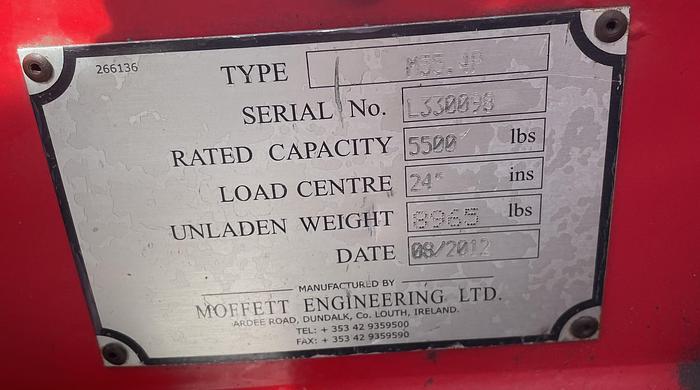 266136
TYPE M55.4P
SERIAL No. L330098
RATED CAPACITY 5500 lbs
LOAD CENTRE 24" ins
UNLADEN WEIGHT 8965 lbs
DATE 08/2012
MANUFACTURED BY
MOFFETT ENGINEERING LTD.
ARDEE ROAD, DUNDALK, Co. LOUTH, IRELAND.
TEL: + 353 42 9359500
FAX: + 353 42 9359590